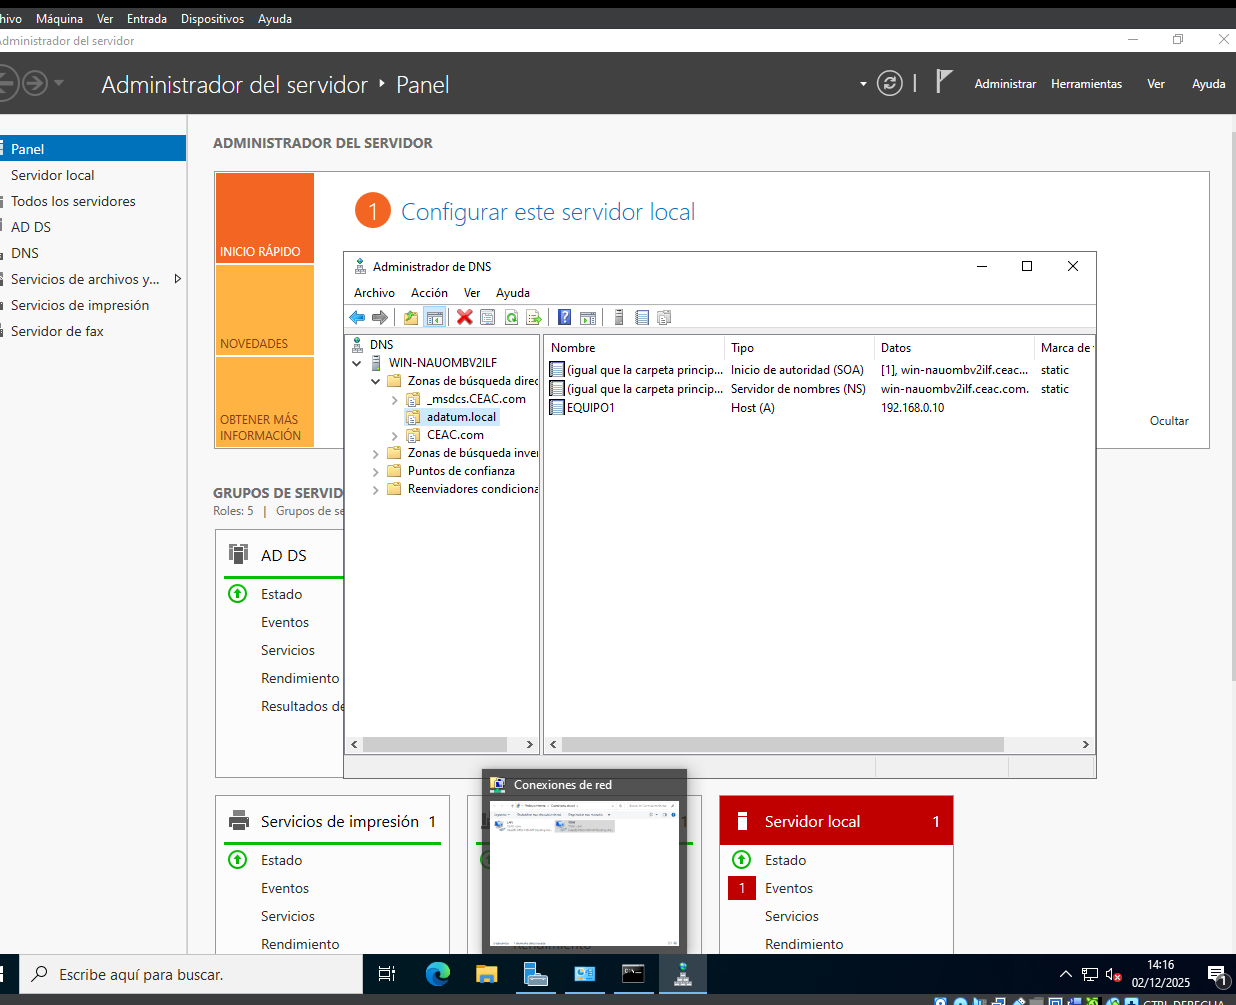 hivo Máquina Ver Entrada Dispositivos Ayuda
Administrador del servidor
Administrador del servidor ‣ Panel
Administrar Herramientas Ver Ayuda
Panel
Servidor local
Todos los servidores
AD DS
DNS
Servicios de archivos y...
Servicios de impresión
Servidor de fax
ADMINISTRADOR DEL SERVIDOR
INICIO RÁPIDO
NOVEDADES
OBTENER MÁS
INFORMACIÓN
1 Configurar este servidor local
Ocultar
Administrador de DNS
Archivo Acción Ver Ayuda
DNS
WIN-NAUOMBV2ILF
Zonas de búsqueda direc
_msdcs.CEAC.com
adatum.local
CEAC.com
Zonas de búsqueda inver
Puntos de confianza
Reenviadores condiciona
Nombre Tipo Datos Marca de
(igual que la carpeta princip... Inicio de autoridad (SOA) [1], win-nauombv2ilf.ceac... static
(igual que la carpeta princip... Servidor de nombres (NS) win-nauombv2ilf.ceac.com. static
EQUIPO1 Host (A) 192.168.0.10
GRUPOS DE SERVID
Roles: 5 | Grupos de se
AD DS
Estado
Eventos
Servicios
Rendimiento
Resultados de
Servicios de impresión 1
Estado
Eventos
Servicios
Rendimiento
Conexiones de red
1
Rendimiento
Servidor local 1
Estado
1 Eventos
Servicios
Rendimiento
Escribe aquí para buscar.
14:16
02/12/2025
1
CTRL DERECHA